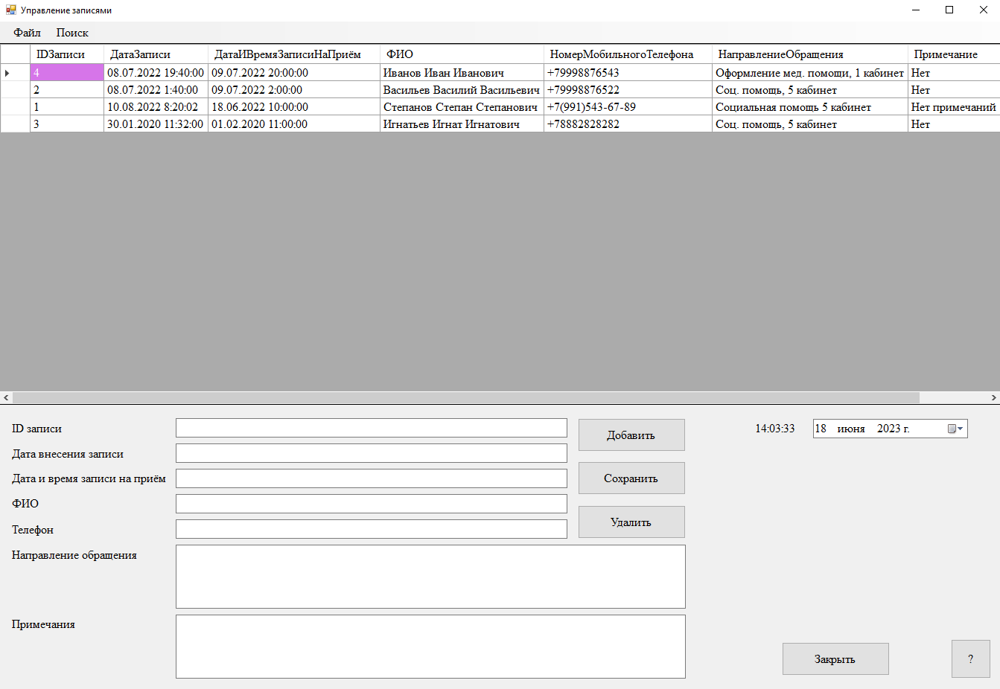 Управление записями
Файл Поиск
IDЗаписи ДатаЗаписи ДатаИВремяЗаписиНаПриём ФИО НомерМобильногоТелефона НаправлениеОбращения Примечание
4 08.07.2022 19:40:00 09.07.2022 20:00:00 Иванов Иван Иванович +79998876543 Оформление мед. помощи, 1 кабинет Нет
2 08.07.2022 1:40:00 09.07.2022 2:00:00 Васильев Василий Васильевич +79998876522 Соц. помощь, 5 кабинет Нет
1 10.08.2022 8:20:02 18.06.2022 10:00:00 Степанов Степан Степанович +7(991)543-67-89 Социальная помощь 5 кабинет Нет примечаний
3 30.01.2020 11:32:00 01.02.2020 11:00:00 Игнатьев Игнат Игнатович +78882828282 Соц. помощь, 5 кабинет Нет
ID записи Добавить 14:03:33 18 июня 2023 г.
Дата внесения записи
Дата и время записи на приём Сохранить
ФИО
Телефон Удалить
Направление обращения
Примечания
Закрыть ?